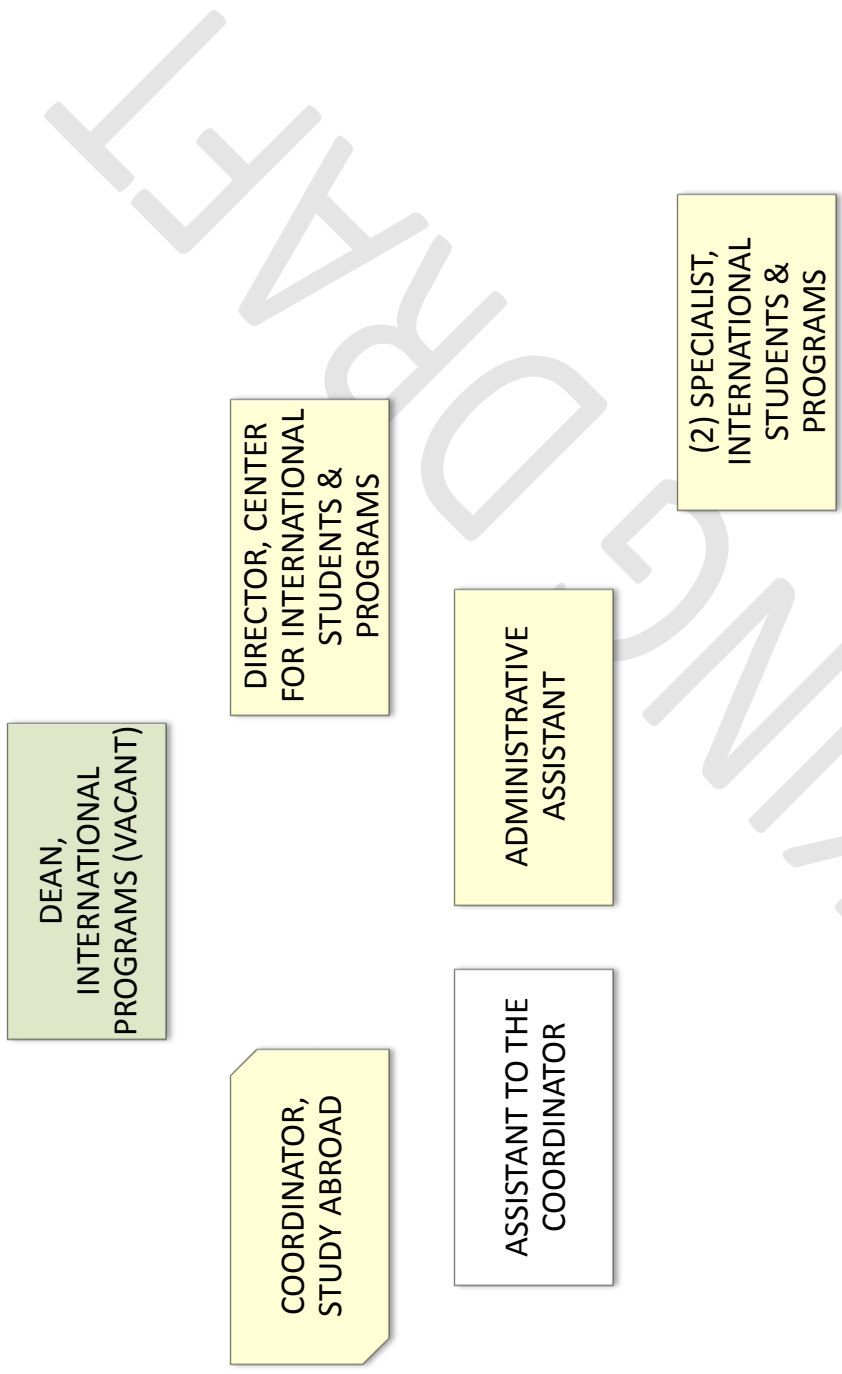 DEAN,
INTERNATIONAL
PROGRAMS (VACANT)
COORDINATOR,
STUDY ABROAD
DIRECTOR, CENTER
FOR INTERNATIONAL
STUDENTS &
PROGRAMS
ASSISTANT TO THE
COORDINATOR
ADMINISTRATIVE
ASSISTANT
(2) SPECIALIST,
INTERNATIONAL
STUDENTS &
PROGRAMS
DRAFT